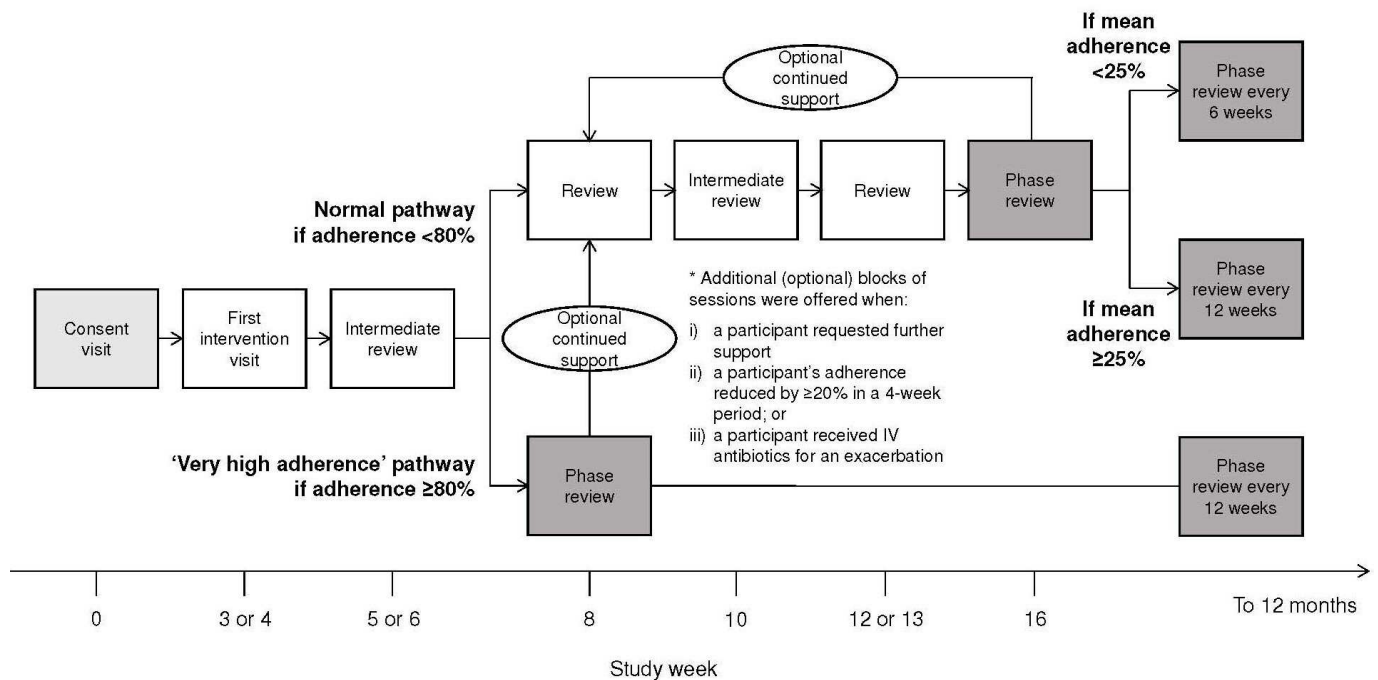 If mean
adherence
<25%
Phase
review every
6 weeks
Optional
continued
support
Review
Intermediate
review
Review
Phase
review
Normal pathway
if adherence <80%
Consent
visit
First
intervention
visit
Intermediate
review
Optional
continued
support
* Additional (optional) blocks of
sessions were offered when:
i) a participant requested further
support
ii) a participant's adherence
reduced by ≥20% in a 4-week
period; or
iii) a participant received IV
antibiotics for an exacerbation
Phase
review every
12 weeks
If mean
adherence
≥25%
'Very high adherence' pathway
if adherence ≥80%
Phase
review
Phase
review every
12 weeks
0
3 or 4
5 or 6
8
10
12 or 13
16
To 12 months
Study week